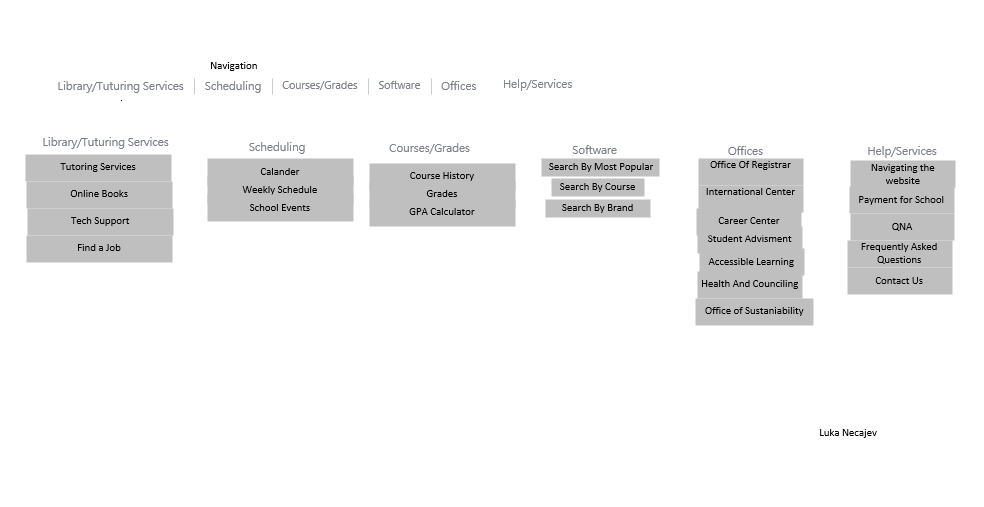 Navigation
Library/Tuturing Services Scheduling Courses/Grades Software Offices Help/Services
Library/Tuturing Services
Tutoring Services
Online Books
Tech Support
Find a Job
Scheduling
Calander
Weekly Schedule
School Events
Courses/Grades
Course History
Grades
GPA Calculator
Software
Search By Most Popular
Search By Course
Search By Brand
Offices
Office Of Registrar
International Center
Career Center
Student Advisment
Accessible Learning
Health And Counciling
Office of Sustaniability
Help/Services
Navigating the
website
Payment for School
QNA
Frequently Asked
Questions
Contact Us
Luka Necajev